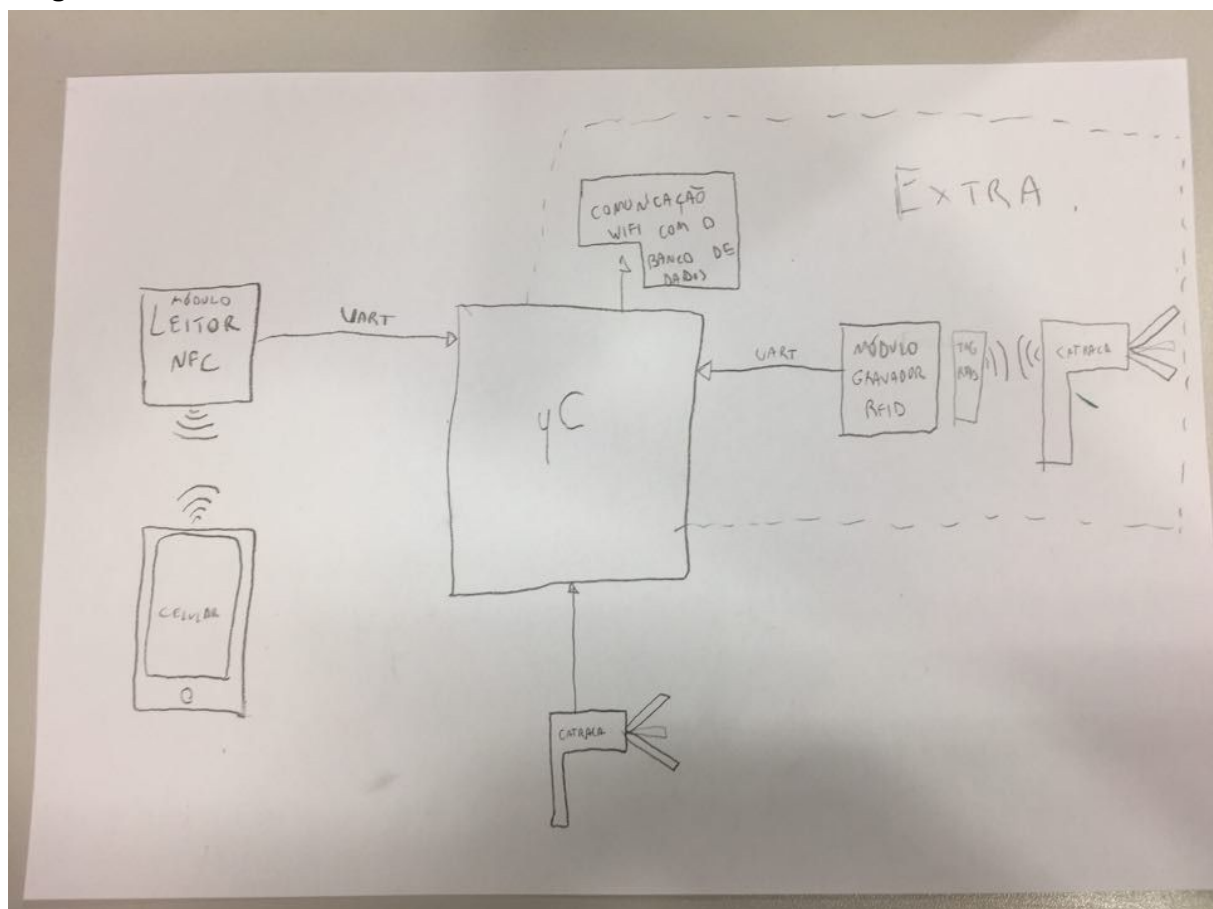 EXTRA.
COMUNICAÇÃO
WIFI COM O
BANCO DE
DADOS
MÓDULO
LEITOR
NFC
UART
UART
MÓDULO
GRAVADOR
RFID
TAG
CATRACA
µC
CELULAR
CATRACA